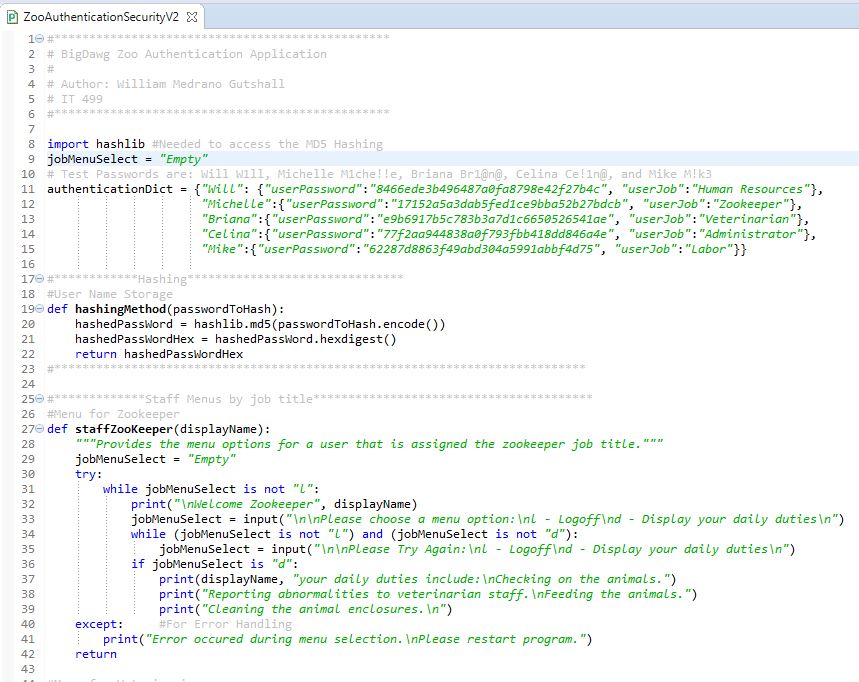 ZooAuthenticationSecurityV2
1 #************************************************
2 # BigDawg Zoo Authentication Application
3 #
4 # Author: William Medrano Gutshall
5 # IT 499
6 #************************************************
7
8 import hashlib #Needed to access the MD5 Hashing
9 jobMenuSelect = "Empty"
10 # Test Passwords are: Will W1ll, Michelle M1che!!e, Briana Br1@n@, Celina Ce!1n@, and Mike M!k3
11 authenticationDict = {"Will": {"userPassword":"8466ede3b496487a0fa8798e42f27b4c", "userJob":"Human Resources"},
12 "Michelle":{"userPassword":"17152a5a3dab5fed1ce9bba52b27bdcb", "userJob":"Zookeeper"},
13 "Briana":{"userPassword":"e9b6917b5c783b3a7d1c6650526541ae", "userJob":"Veterinarian"},
14 "Celina":{"userPassword":"77f2aa944838a0f793fbb418dd846a4e", "userJob":"Administrator"},
15 "Mike":{"userPassword":"62287d8863f49abd304a5991abbf4d75", "userJob":"Labor"}}
16
17 #************Hashing*******************************
18 #User Name Storage
19 def hashingMethod(passwordToHash):
20 hashedPassWord = hashlib.md5(passwordToHash.encode())
21 hashedPassWordHex = hashedPassWord.hexdigest()
22 return hashedPassWordHex
23 #****************************************************************************
24
25 #*************Staff Menus by job title****************************************
26 #Menu for Zookeeper
27 def staffZooKeeper(displayName):
28 """Provides the menu options for a user that is assigned the zookeeper job title."""
29 jobMenuSelect = "Empty"
30 try:
31 while jobMenuSelect is not "l":
32 print("\nWelcome Zookeeper", displayName)
33 jobMenuSelect = input("\n\nPlease choose a menu option:\nl - Logoff\nd - Display your daily duties\n")
34 while (jobMenuSelect is not "l") and (jobMenuSelect is not "d"):
35 jobMenuSelect = input("\n\nPlease Try Again:\nl - Logoff\nd - Display your daily duties\n")
36 if jobMenuSelect is "d":
37 print(displayName, "your daily duties include:\nChecking on the animals.")
38 print("Reporting abnormalities to veterinarian staff.\nFeeding the animals.")
39 print("Cleaning the animal enclosures.\n")
40 except: #For Error Handling
41 print("Error occured during menu selection.\nPlease restart program.")
42 return
43